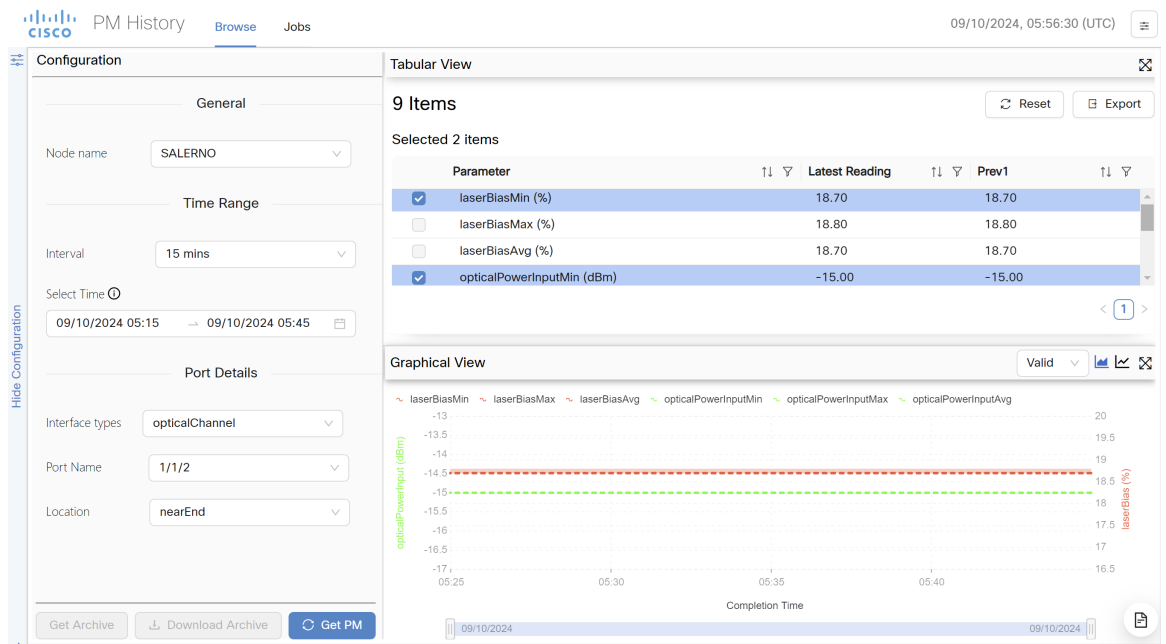 CISCO PM History Browse Jobs 09/10/2024, 05:56:30 (UTC)
Hide Configuration
Configuration
General
Node name SALERNO
Time Range
Interval 15 mins
Select Time
09/10/2024 05:15 → 09/10/2024 05:45
Port Details
Interface types opticalChannel
Port Name 1/1/2
Location nearEnd
Get Archive Download Archive Get PM
Tabular View
9 Items Reset Export
Selected 2 items
Parameter Latest Reading Prev1
laserBiasMin (%) 18.70 18.70
laserBiasMax (%) 18.80 18.80
laserBiasAvg (%) 18.70 18.70
opticalPowerInputMin (dBm) -15.00 -15.00
< 1 >
Graphical View Valid
laserBiasMin laserBiasMax laserBiasAvg opticalPowerInputMin opticalPowerInputMax opticalPowerInputAvg
opticalPowerInput (dBm)
-13
-13.5
-14
-14.5
-15
-15.5
-16
-16.5
-17
20
19.5
19
18.5
18
17.5
17
16.5
laserBias (%)
05:25 05:30 05:35 05:40
Completion Time
09/10/2024 09/10/2024